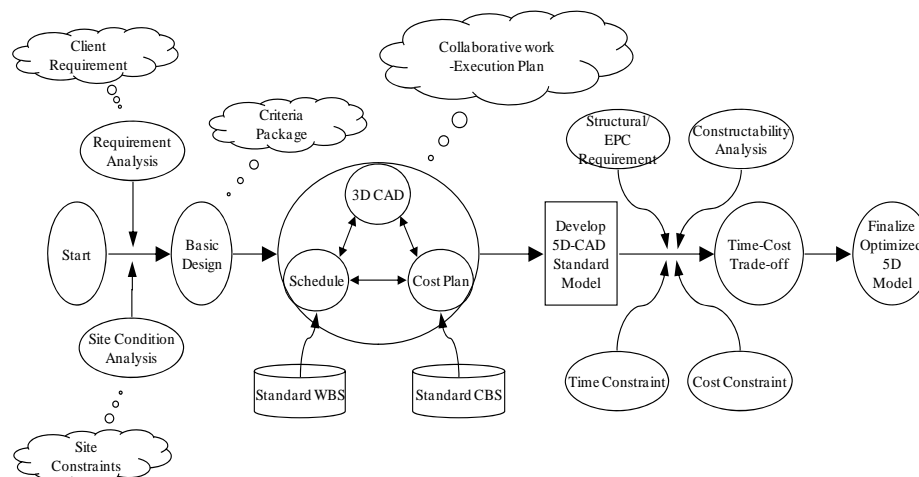 Client
Requirement
Collaborative work
-Execution Plan
Criteria
Package
Requirement
Analysis
Structural/
EPC
Requirement
Constructability
Analysis
3D CAD
Start
Basic
Design
Develop
5D-CAD
Standard
Model
Time-Cost
Trade-off
Finalize
Optimized
5D
Model
Schedule
Cost Plan
Site Condition
Analysis
Standard WBS
Standard CBS
Time Constraint
Cost Constraint
Site
Constraints